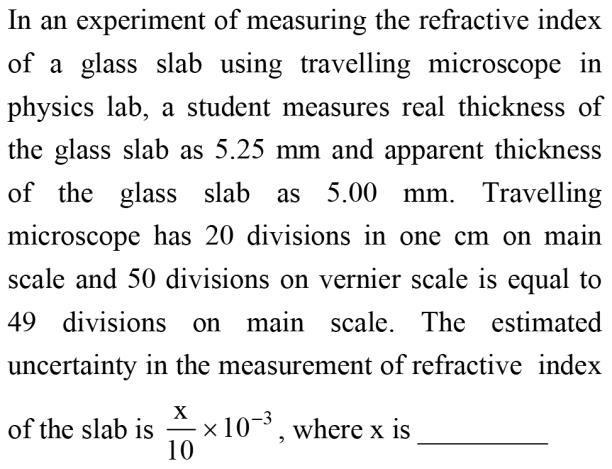 In an experiment of measuring the refractive index
of a glass slab using travelling microscope in
physics lab, a student measures real thickness of
the glass slab as 5.25 mm and apparent thickness
of the glass slab as 5.00 mm. Travelling
microscope has 20 divisions in one cm on main
scale and 50 divisions on vernier scale is equal to
49 divisions on main scale. The estimated
uncertainty in the measurement of refractive index
of the slab is x/10 × 10⁻³, where x is ________